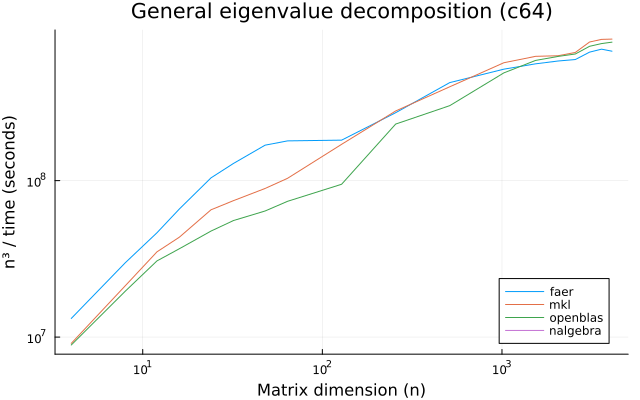 General eigenvalue decomposition (c64)
n³ / time (seconds)
10⁸
10⁷
10¹
10²
10³
Matrix dimension (n)
faer
mkl
openblas
nalgebra